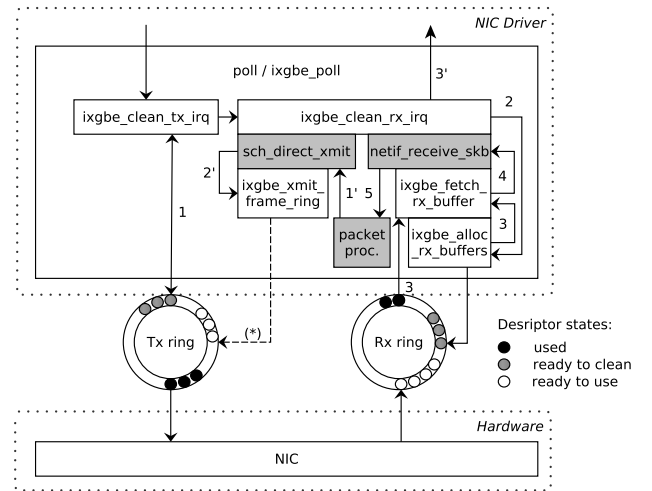 NIC Driver
poll / ixgbe_poll
3'
ixgbe_clean_tx_irq
ixgbe_clean_rx_irq
2
sch_direct_xmit
netif_receive_skb
2'
ixgbe_xmit_
frame_ring
1'
5
ixgbe_fetch_
rx_buffer
4
1
packet
proc.
ixgbe_alloc
_rx_buffers
3
3
(*)
Tx ring
Rx ring
Desriptor states:
used
ready to clean
ready to use
Hardware
NIC